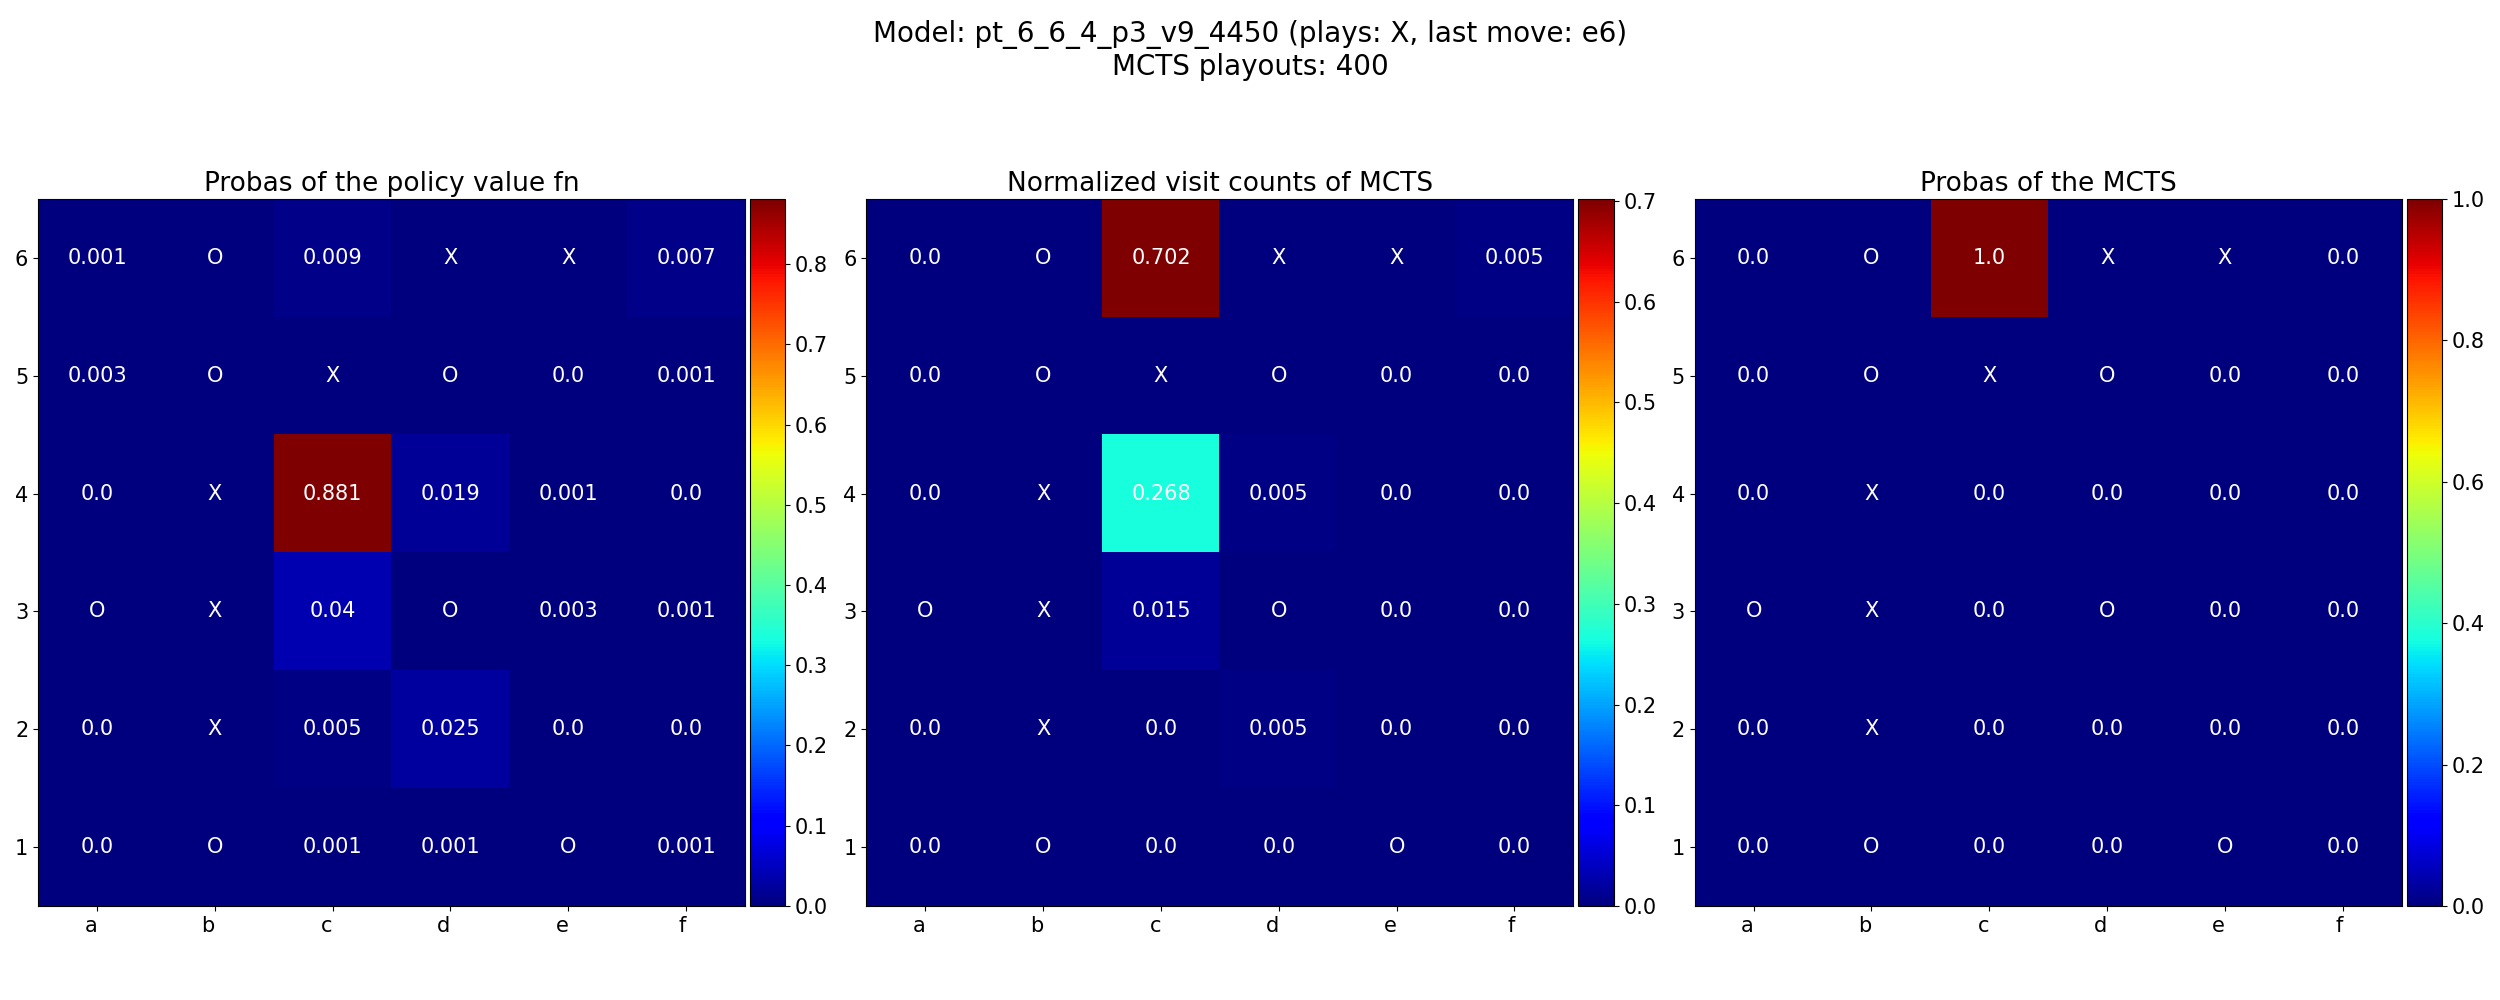 Model: pt_6_6_4_p3_v9_4450 (plays: X, last move: e6)
MCTS playouts: 400
Probas of the policy value fn
6 0.001 O 0.009 X X 0.007
5 0.003 O X O 0.0 0.001
4 0.0 X 0.881 0.019 0.001 0.0
3 O X 0.04 O 0.003 0.001
2 0.0 X 0.005 0.025 0.0 0.0
1 0.0 O 0.001 0.001 O 0.001
a b c d e f
0.8
0.7
0.6
0.5
0.4
0.3
0.2
0.1
0.0
Normalized visit counts of MCTS
6 0.0 O 0.702 X X 0.005
5 0.0 O X O 0.0 0.0
4 0.0 X 0.268 0.005 0.0 0.0
3 O X 0.015 O 0.0 0.0
2 0.0 X 0.0 0.005 0.0 0.0
1 0.0 O 0.0 0.0 O 0.0
a b c d e f
0.7
0.6
0.5
0.4
0.3
0.2
0.1
0.0
Probas of the MCTS
6 0.0 O 1.0 X X 0.0
5 0.0 O X O 0.0 0.0
4 0.0 X 0.0 0.0 0.0 0.0
3 O X 0.0 O 0.0 0.0
2 0.0 X 0.0 0.0 0.0 0.0
1 0.0 O 0.0 0.0 O 0.0
a b c d e f
1.0
0.8
0.6
0.4
0.2
0.0